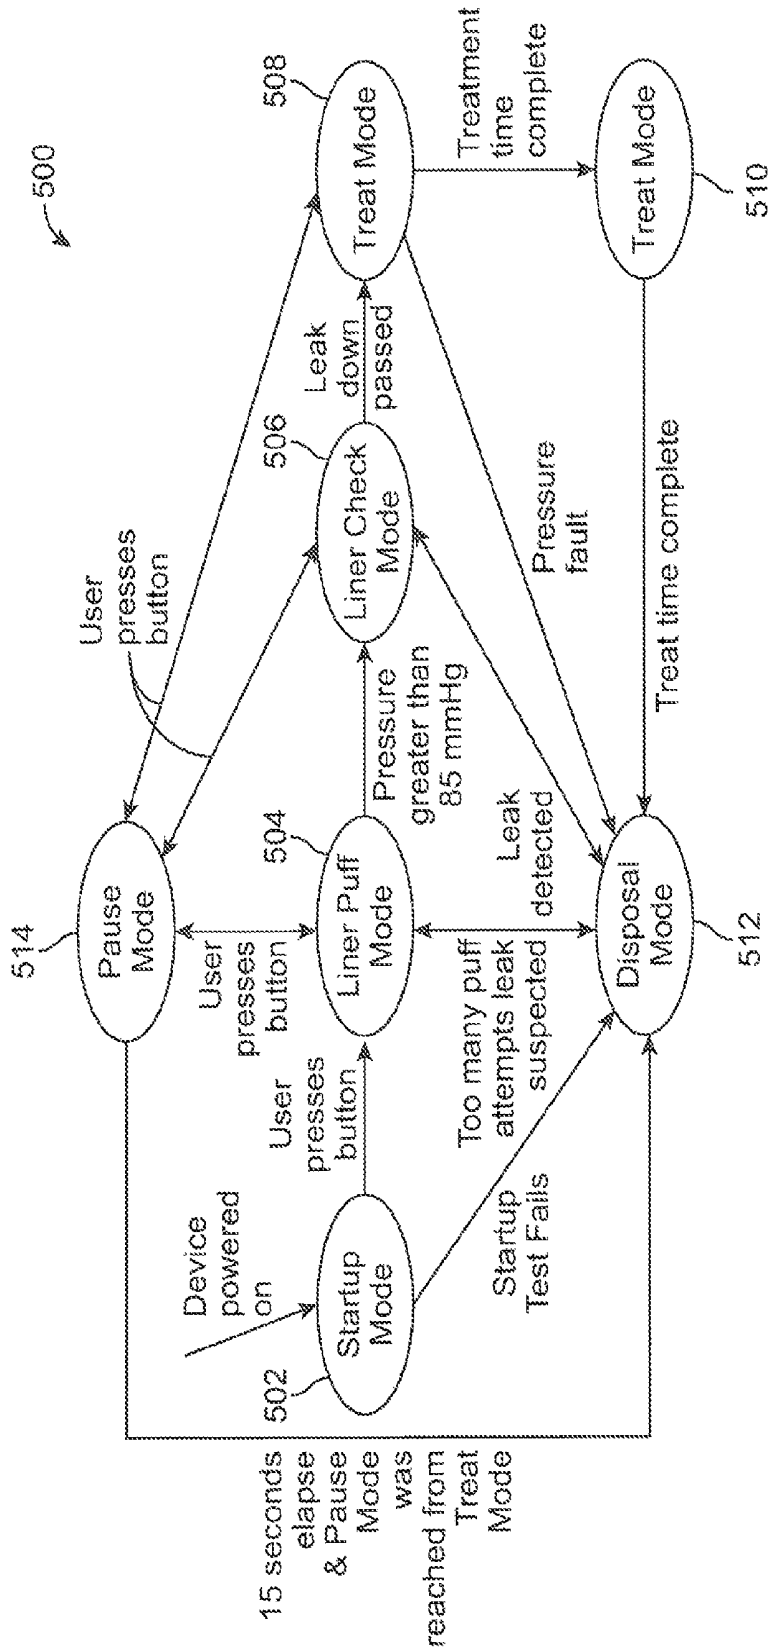 500
514
Pause
Mode
User
presses
button
User
presses
button
Device
powered
on
User
presses
button
Pressure
greater than
85 mmHg
Leak
down
passed
502
Startup
Mode
504
Liner Puff
Mode
506
Liner Check
Mode
508
Treat Mode
Treatment
time
complete
Startup
Test Fails
Too many puff
attempts leak
suspected
Leak
detected
Pressure
fault
Disposal
Mode
512
Treat time complete
Treat Mode
510
15 seconds
elapse
& Pause
Mode
was
reached from
Treat
Mode